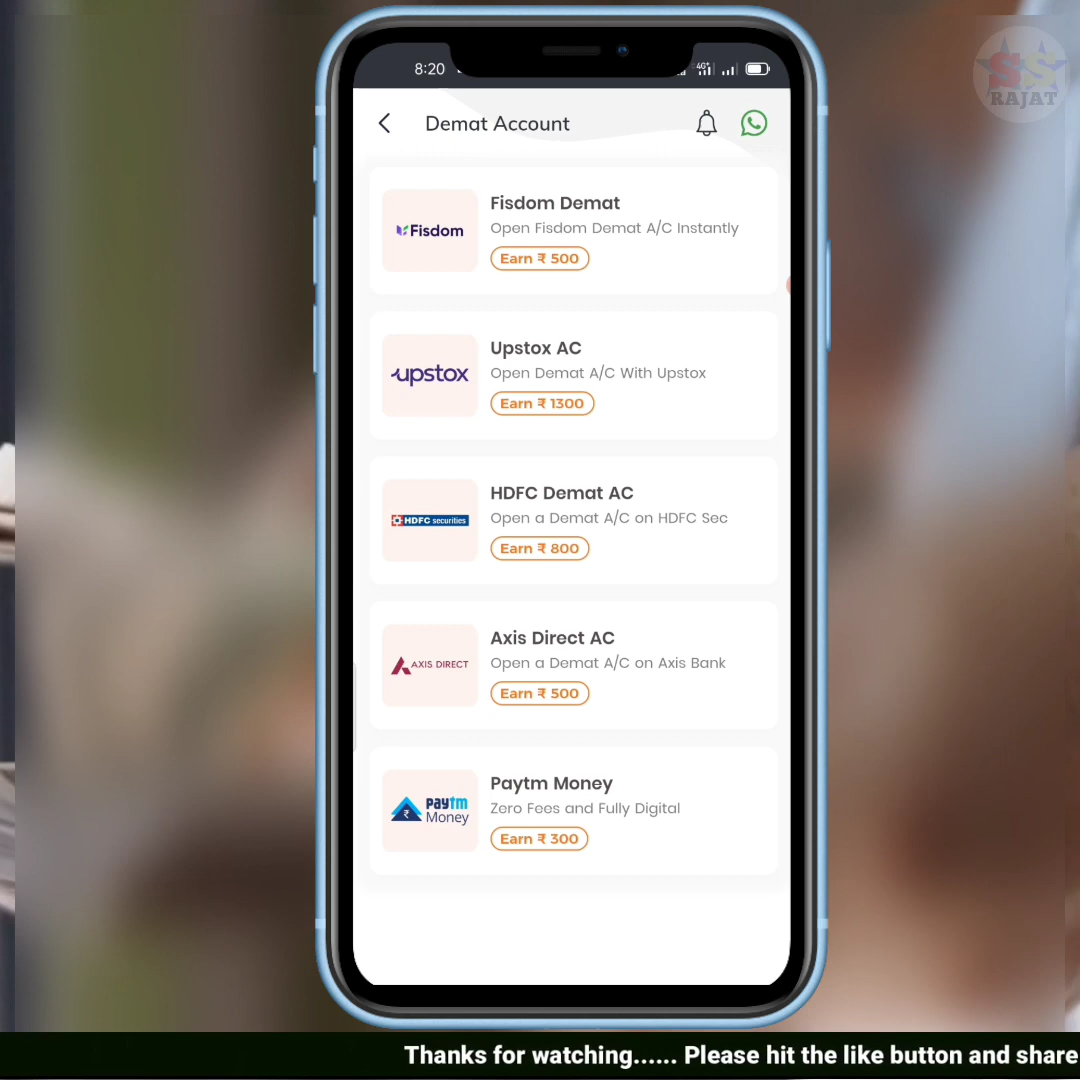 8:20
4G+
SS
RAJAT
Demat Account
Fisdom
Fisdom Demat
Open Fisdom Demat A/C Instantly
Earn ₹ 500
upstox
Upstox AC
Open Demat A/C With Upstox
Earn ₹ 1300
HDFC securities
HDFC Demat AC
Open a Demat A/C on HDFC Sec
Earn ₹ 800
AXIS DIRECT
Axis Direct AC
Open a Demat A/C on Axis Bank
Earn ₹ 500
paytm
Money
Paytm Money
Zero Fees and Fully Digital
Earn ₹ 300
Thanks for watching...... Please hit the like button and share